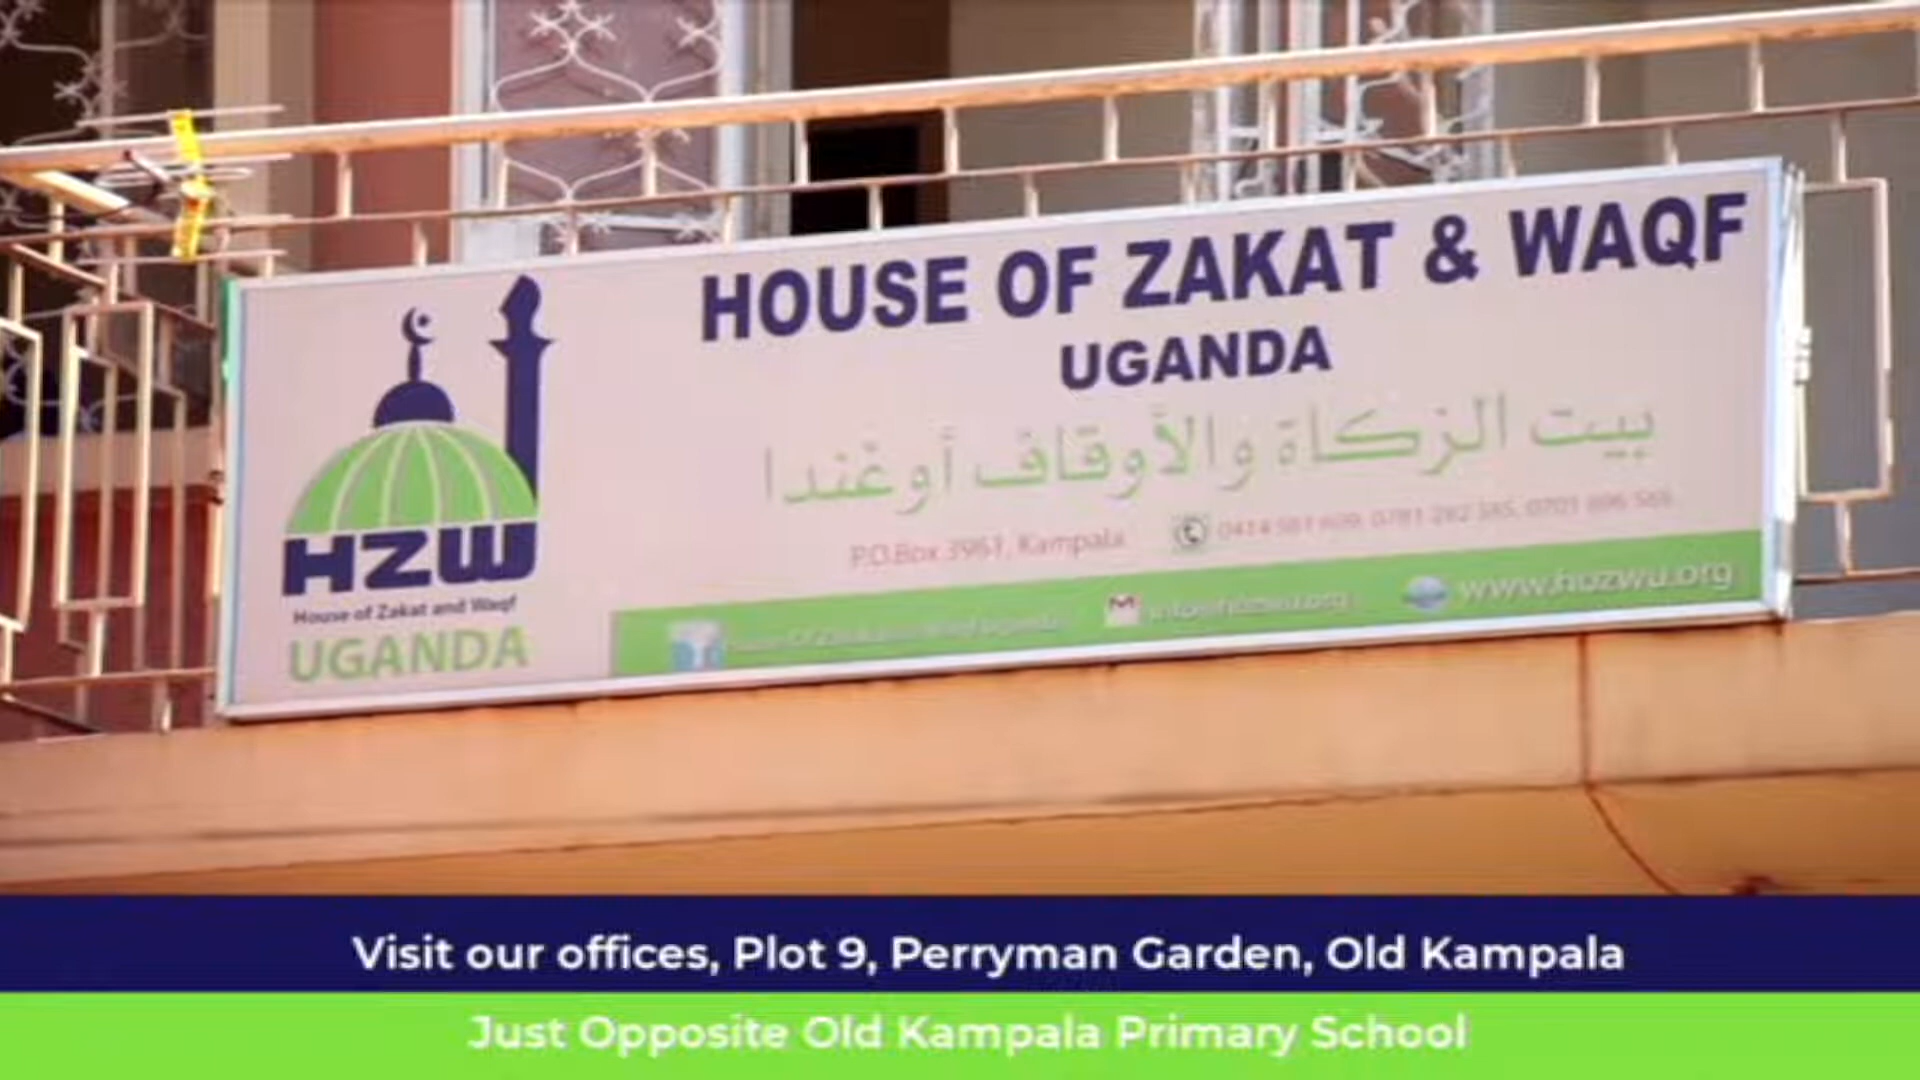 HOUSE OF ZAKAT & WAQF
UGANDA
بيت الزكاة والأوقاف أوغندا
P.O.Box 3961, Kampala
www.hozwu.org
HZW
House of Zakat and Waqf
UGANDA
Visit our offices, Plot 9, Perryman Garden, Old Kampala
Just Opposite Old Kampala Primary School